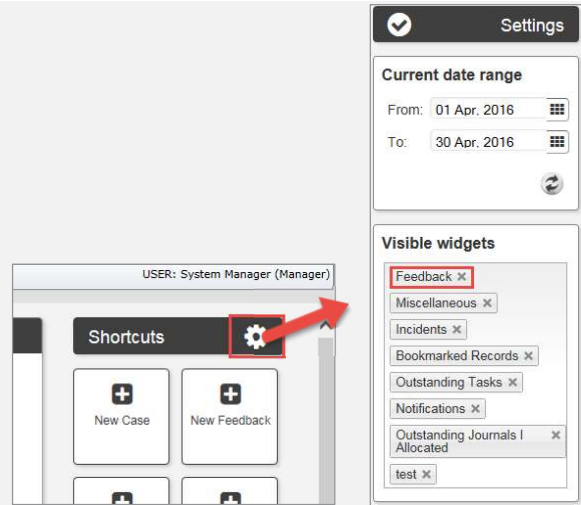 Settings
Current date range
From: 01 Apr, 2016
To: 30 Apr, 2016
Visible widgets
Feedback ×
Miscellaneous ×
Incidents ×
Bookmarked Records ×
Outstanding Tasks ×
Notifications ×
Outstanding Journals I ×
Allocated
test ×
USER: System Manager (Manager)
Shortcuts
New Case
New Feedback